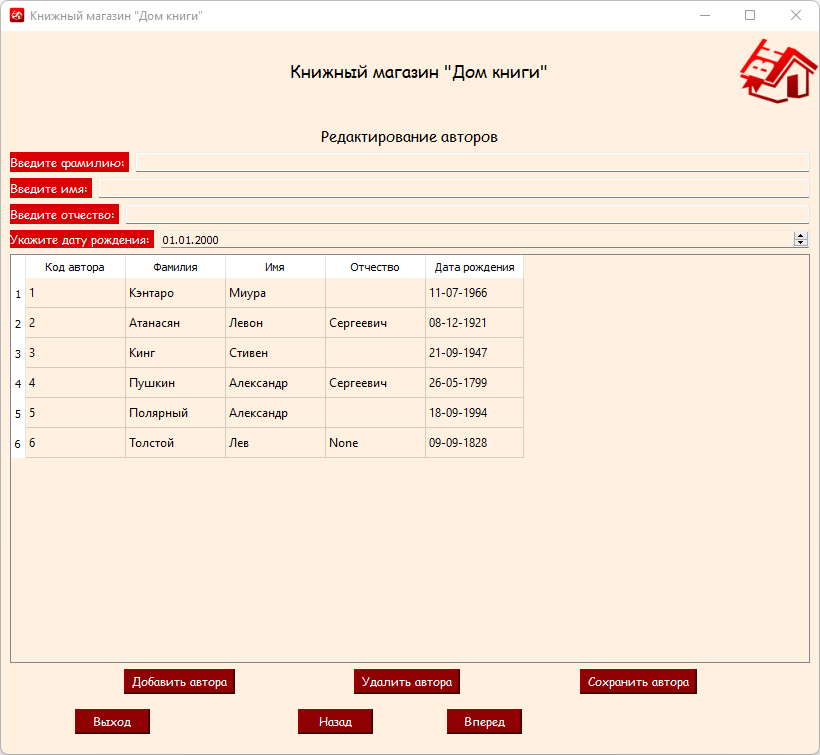 Книжный магазин "Дом книги"
Книжный магазин "Дом книги"
Редактирование авторов
Введите фамилию:
Введите имя:
Введите отчество:
Укажите дату рождения: 01.01.2000
Код автора Фамилия Имя Отчество Дата рождения
1 1 Кэнтаро Миура 11-07-1966
2 2 Атанасян Левон Сергеевич 08-12-1921
3 3 Кинг Стивен 21-09-1947
4 4 Пушкин Александр Сергеевич 26-05-1799
5 5 Полярный Александр 18-09-1994
6 6 Толстой Лев None 09-09-1828
Добавить автора Удалить автора Сохранить автора
Выход Назад Вперед